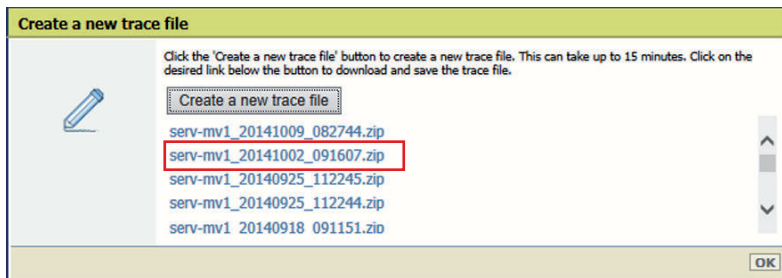 Create a new trace file
Click the 'Create a new trace file' button to create a new trace file. This can take up to 15 minutes. Click on the
desired link below the button to download and save the trace file.
Create a new trace file
serv-mv1_20141009_082744.zip
serv-mv1_20141002_091607.zip
serv-mv1_20140925_112245.zip
serv-mv1_20140925_112244.zip
serv-mv1_20140918_091151.zip
OK